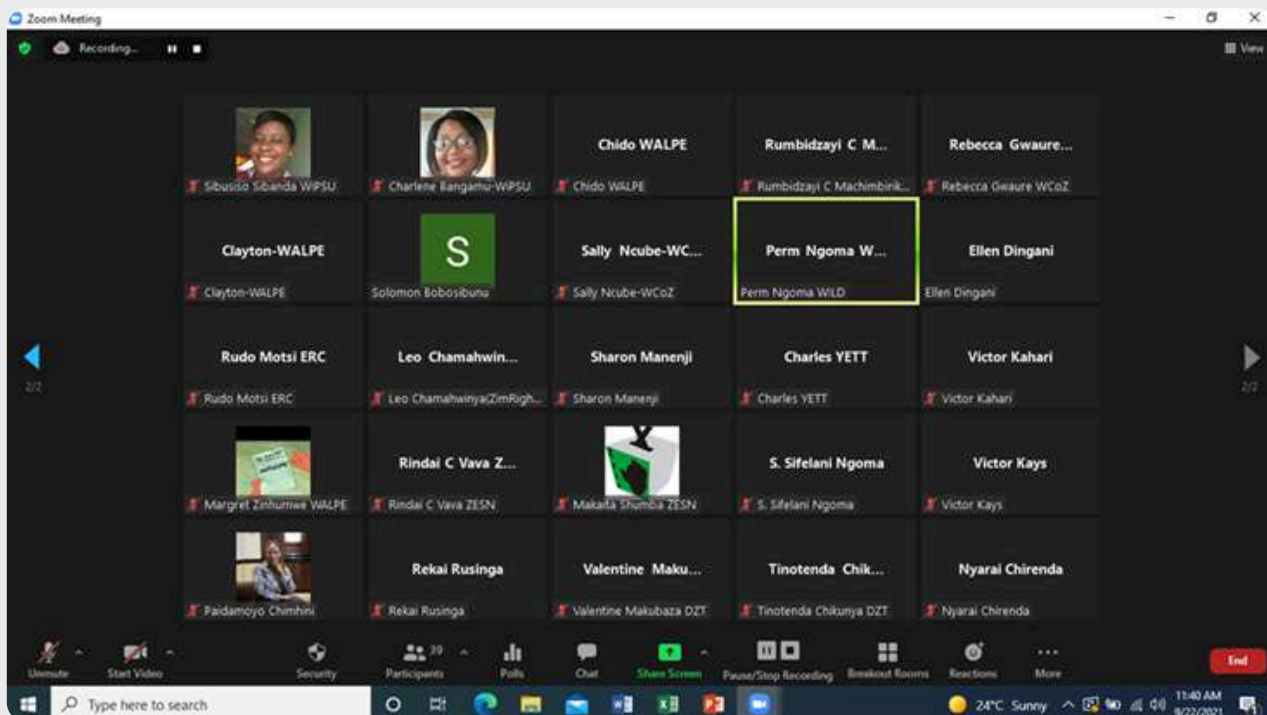 Zoom Meeting
Recording...
View
Sibusiso Sibanda WiPSU
Charlene Bangamu-WiPSU
Chido WALPE
Chido WALPE
Rumbidzayi C M...
Rumbidzayi C Machimbirik...
Rebecca Gwaure...
Rebecca Gwaure WCoZ
Clayton-WALPE
Clayton-WALPE
S
Solomon Bobosibunu
Sally Ncube-WC...
Sally Ncube-WCoZ
Perm Ngoma W...
Perm Ngoma WILD
Ellen Dingani
Ellen Dingani
2/2
Rudo Motsi ERC
Rudo Motsi ERC
Leo Chamahwin...
Leo Chamahwinya(ZimRigh...
Sharon Manenji
Sharon Manenji
Charles YETT
Charles YETT
Victor Kahari
Victor Kahari
2/2
Margret Zinhumwe WALPE
Rindai C Vava Z...
Rindai C Vava ZESN
Makaita Shumba ZESN
S. Sifelani Ngoma
S. Sifelani Ngoma
Victor Kays
Victor Kays
Paidamoyo Chimhini
Rekai Rusinga
Rekai Rusinga
Valentine Maku...
Valentine Makubaza DZT
Tinotenda Chik...
Tinotenda Chikunya DZT
Nyarai Chirenda
Nyarai Chirenda
Unmute
Start Video
Security
39
Participants
Polls
Chat
Share Screen
Pause/Stop Recording
Breakout Rooms
Reactions
More
End
Type here to search
24°C Sunny
11:40 AM
9/22/2021